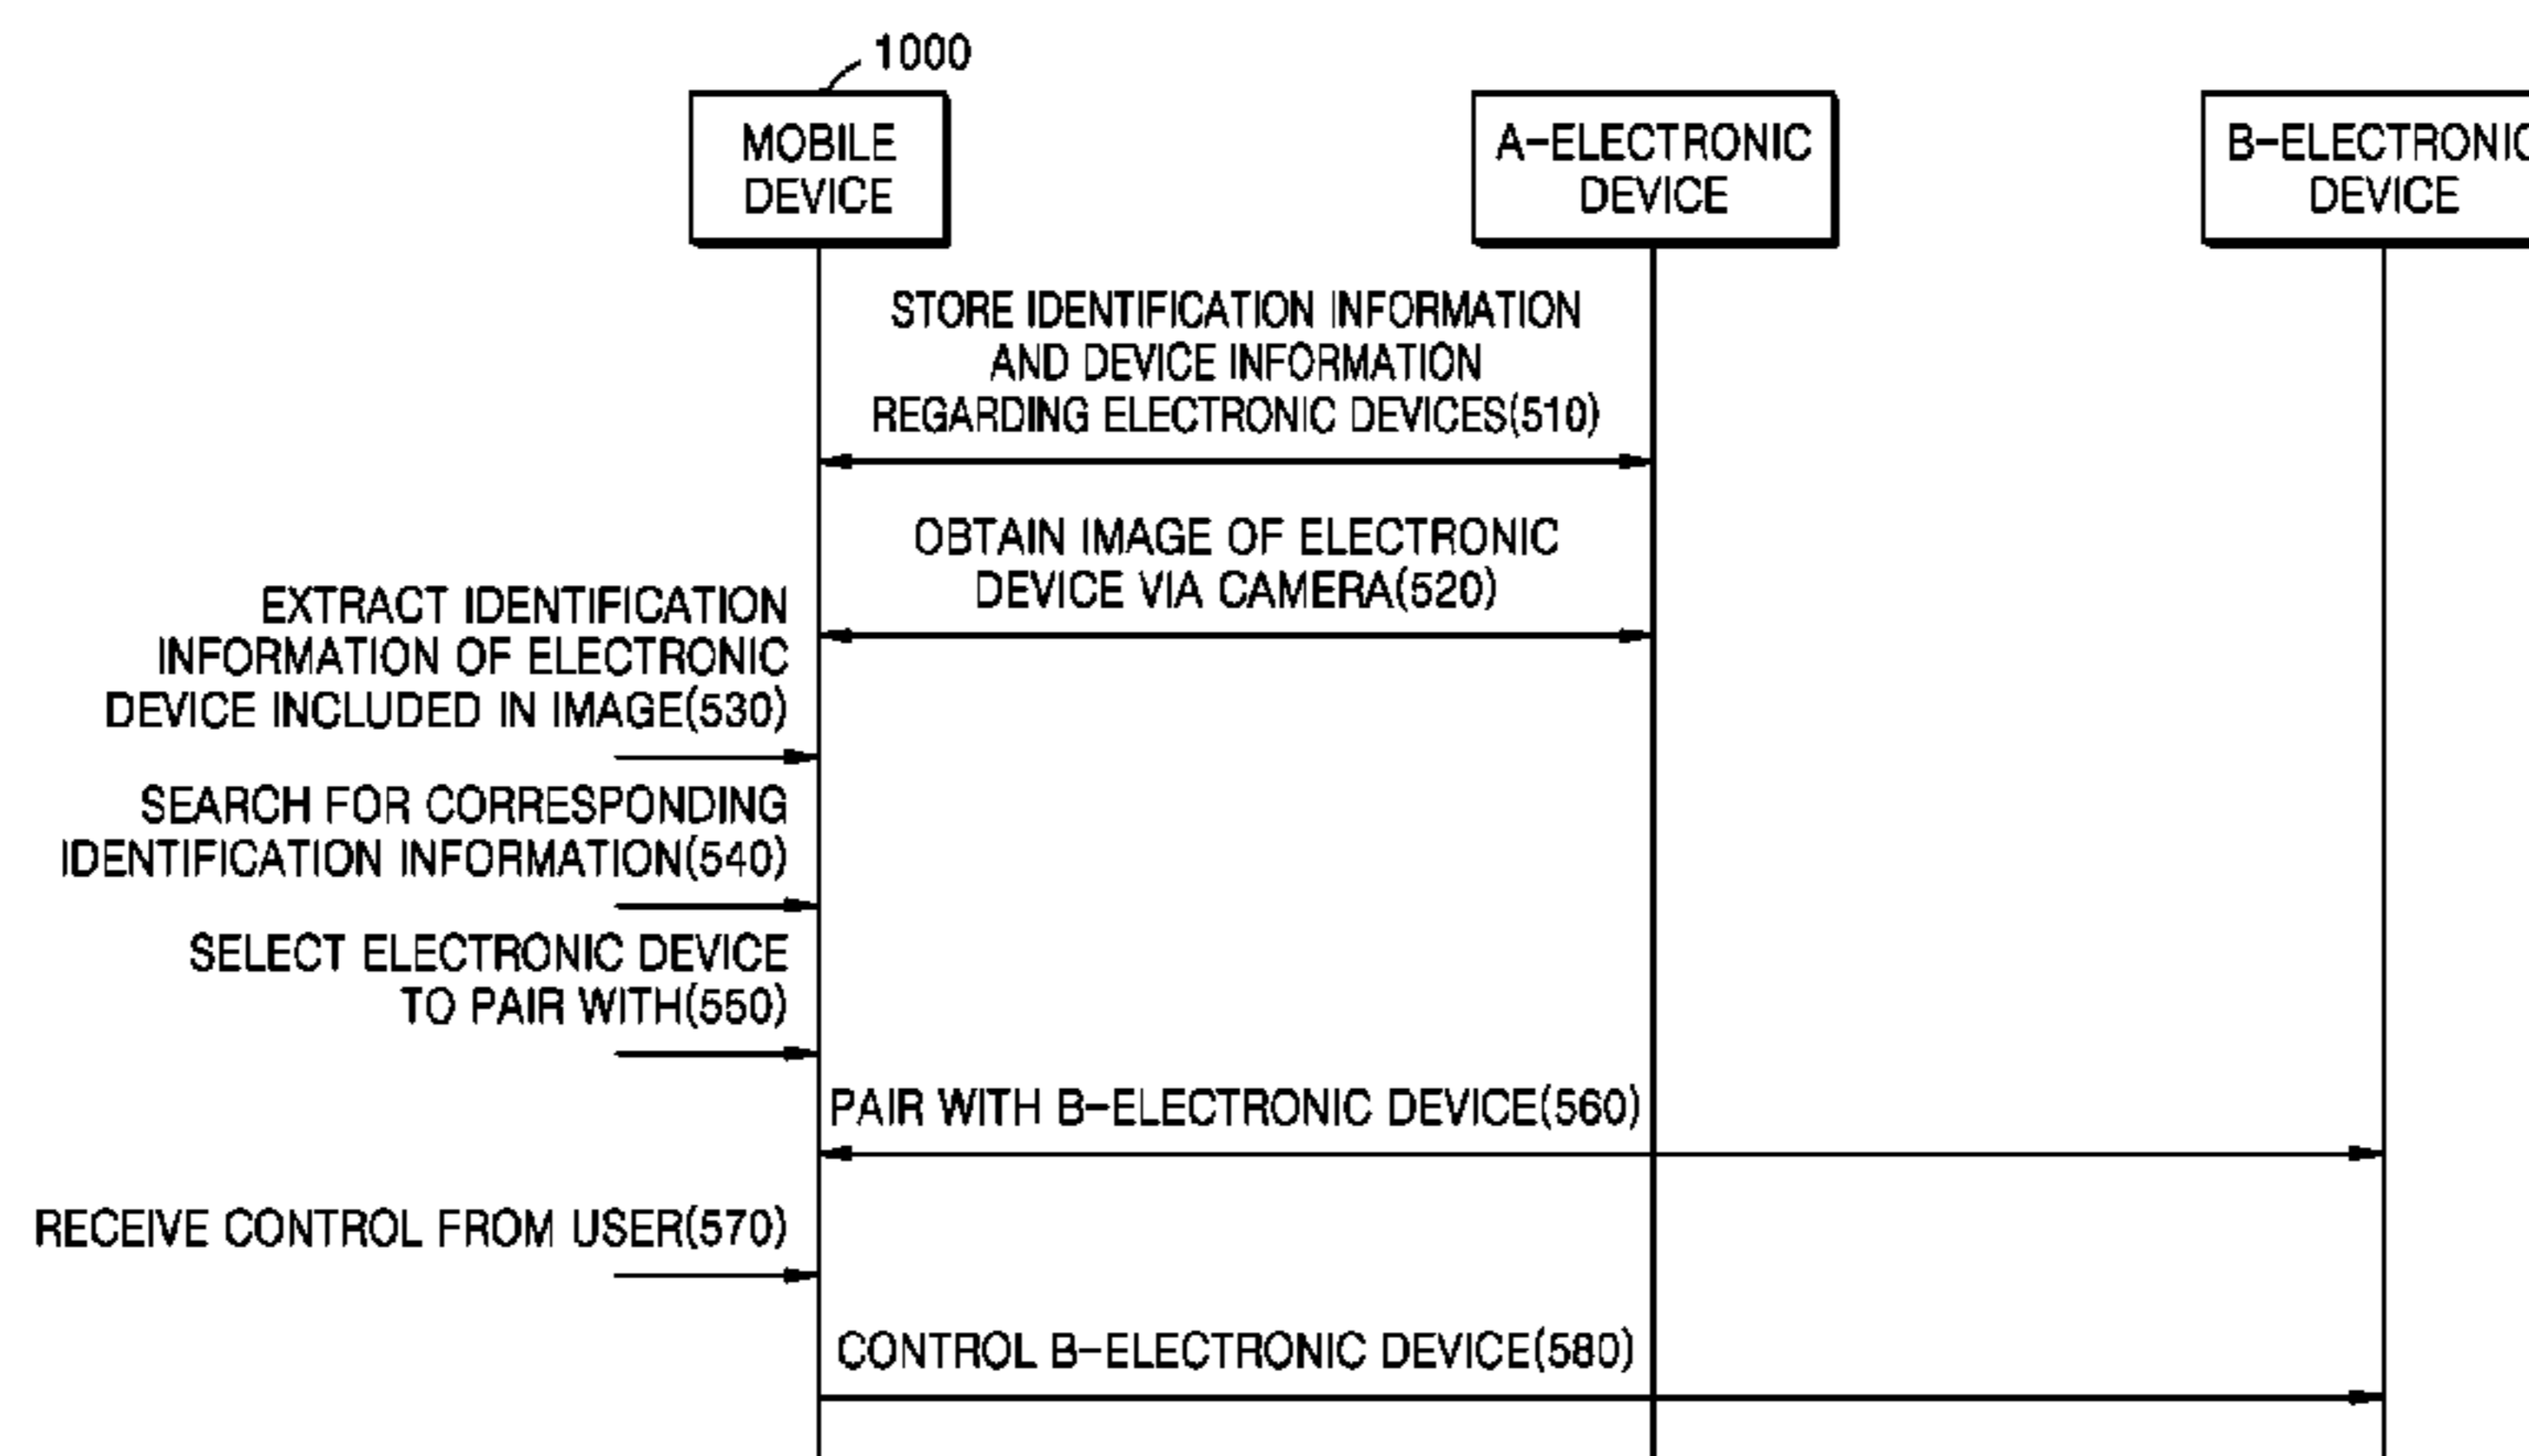 1000
MOBILE
DEVICE
A-ELECTRONIC
DEVICE
B-ELECTRONIC
DEVICE
STORE IDENTIFICATION INFORMATION
AND DEVICE INFORMATION
REGARDING ELECTRONIC DEVICES(510)
OBTAIN IMAGE OF ELECTRONIC
DEVICE VIA CAMERA(520)
EXTRACT IDENTIFICATION
INFORMATION OF ELECTRONIC
DEVICE INCLUDED IN IMAGE(530)
SEARCH FOR CORRESPONDING
IDENTIFICATION INFORMATION(540)
SELECT ELECTRONIC DEVICE
TO PAIR WITH(550)
PAIR WITH B-ELECTRONIC DEVICE(560)
RECEIVE CONTROL FROM USER(570)
CONTROL B-ELECTRONIC DEVICE(580)